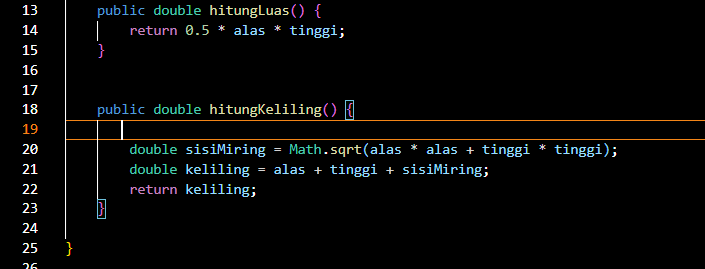 13 public double hitungLuas() {
14 return 0.5 * alas * tinggi;
15 }
16
17
18 public double hitungKeliling() {
19
20 double sisiMiring = Math.sqrt(alas * alas + tinggi * tinggi);
21 double keliling = alas + tinggi + sisiMiring;
22 return keliling;
23 }
24
25 }
26